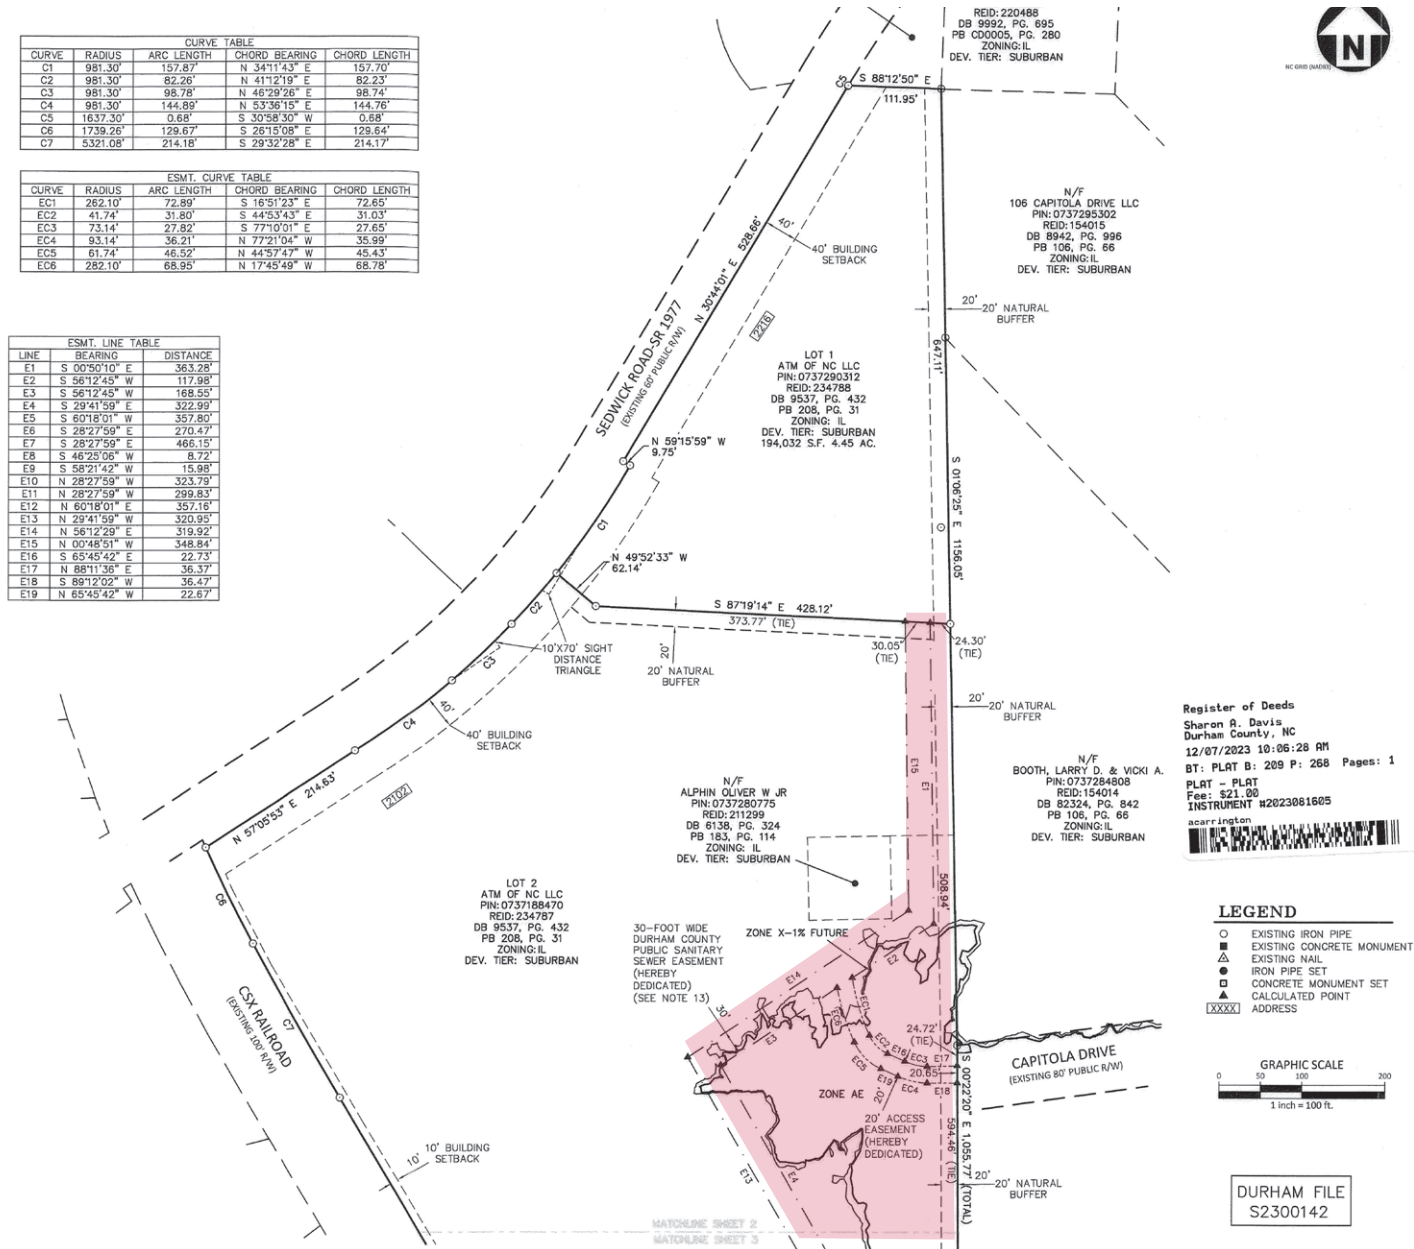 CURVE TABLE
CURVE RADIUS ARC LENGTH CHORD BEARING CHORD LENGTH
C1 981.30' 157.87' N 34°11'43" E 157.70'
C2 981.30' 82.26' N 41°12'19" E 82.23'
C3 981.30' 98.78' N 46°29'26" E 98.74'
C4 981.30' 144.89' N 53°36'15" E 144.76'
C5 1637.30' 0.68' S 30°58'30" W 0.68'
C6 1739.26' 129.67' S 26°15'08" E 129.64'
C7 5321.08' 214.18' S 29°32'28" E 214.17'
ESMT. CURVE TABLE
CURVE RADIUS ARC LENGTH CHORD BEARING CHORD LENGTH
EC1 262.10' 72.89' S 16°51'23" E 72.65'
EC2 41.74' 31.80' S 44°53'43" E 31.03'
EC3 73.14' 27.82' S 77°10'01" E 27.65'
EC4 93.14' 36.21' N 77°21'04" W 35.99'
EC5 61.74' 46.52' N 44°57'47" W 45.43'
EC6 282.10' 68.95' N 17°45'49" W 68.78'
ESMT. LINE TABLE
LINE BEARING DISTANCE
E1 S 00°50'10" E 363.28'
E2 S 56°12'45" W 117.98'
E3 S 56°12'45" W 168.55'
E4 S 29°41'59" E 322.99'
E5 S 60°18'01" W 357.80'
E6 S 28°27'59" E 270.47'
E7 S 28°27'59" E 466.15'
E8 S 46°25'06" W 8.72'
E9 S 58°21'42" W 15.98'
E10 N 28°27'59" W 323.79'
E11 N 28°27'59" W 299.83'
E12 N 60°18'01" E 357.16'
E13 N 29°41'59" W 320.95'
E14 N 56°12'29" E 319.92'
E15 N 00°48'51" W 348.84'
E16 S 65°45'42" E 22.73'
E17 N 88°11'36" E 36.37'
E18 S 89°12'02" W 36.47'
E19 N 65°45'42" W 22.67'
REID: 220488
DB 9992, PG. 695
PB CD0005, PG. 280
ZONING: IL
DEV. TIER: SUBURBAN
N
NC GRID (NAD83)
C5
S 88°12'50" E
111.95'
N/F
106 CAPITOLA DRIVE LLC
PIN: 0737295302
REID: 154015
DB 8942, PG. 996
PB 106, PG. 66
ZONING: IL
DEV. TIER: SUBURBAN
40'
40' BUILDING
SETBACK
N 30°44'01" E 528.66'
20'
20' NATURAL
BUFFER
SEDWICK ROAD-SR 1977
(EXISTING 60' PUBLIC R/W)
2216
647.11'
LOT 1
ATM OF NC LLC
PIN: 0737290312
REID: 234788
DB 9537, PG. 432
PB 208, PG. 31
ZONING: IL
DEV. TIER: SUBURBAN
194,032 S.F. 4.45 AC.
N 59°15'59" W
9.75'
S 01°06'25" E 1156.05'
C1
N 49°52'33" W
62.14'
C2
S 87°19'14" E 428.12'
373.77' (TIE)
30.05'
(TIE)
24.30'
(TIE)
10'X70' SIGHT
DISTANCE
TRIANGLE
C3
20'
20' NATURAL
BUFFER
C4
40'
40' BUILDING
SETBACK
20'
20' NATURAL
BUFFER
Register of Deeds
Sharon A. Davis
Durham County, NC
12/07/2023 10:06:28 AM
BT: PLAT B: 209 P: 268 Pages: 1
PLAT - PLAT
Fee: $21.00
INSTRUMENT #2023081605
acarrington
N 57°05'53" E 214.63'
2102
E15
E1
N/F
ALPHIN OLIVER W JR
PIN: 0737280775
REID: 211299
DB 6138, PG. 324
PB 183, PG. 114
ZONING: IL
DEV. TIER: SUBURBAN
N/F
BOOTH, LARRY D. & VICKI A.
PIN: 0737284808
REID: 154014
DB 82324, PG. 842
PB 106, PG. 66
ZONING: IL
DEV. TIER: SUBURBAN
C6
LOT 2
ATM OF NC LLC
PIN: 0737188470
REID: 234787
DB 9537, PG. 432
PB 208, PG. 31
ZONING: IL
DEV. TIER: SUBURBAN
508.94'
LEGEND
EXISTING IRON PIPE
EXISTING CONCRETE MONUMENT
EXISTING NAIL
IRON PIPE SET
CONCRETE MONUMENT SET
CALCULATED POINT
XXXX ADDRESS
30-FOOT WIDE
DURHAM COUNTY
PUBLIC SANITARY
SEWER EASEMENT
(HEREBY
DEDICATED)
(SEE NOTE 13)
ZONE X-1% FUTURE
E2
E14
30'
E3
EC1
EC6
24.72'
(TIE)
EC2
E16
EC3
E17
CSX RAILROAD
(EXISTING 100' R/W)
C7
CAPITOLA DRIVE
(EXISTING 80' PUBLIC R/W)
EC5
E19
EC4
20.65'
E18
20'
ZONE AE
20' ACCESS
EASEMENT
(HEREBY
DEDICATED)
S 00°22'20" E 1,055.77' (TOTAL)
594.46' (TIE)
GRAPHIC SCALE
0 50 100 200
1 inch = 100 ft.
10'
10' BUILDING
SETBACK
E13
E4
20'
20' NATURAL
BUFFER
DURHAM FILE
S2300142
MATCHLINE SHEET 2
MATCHLINE SHEET 3